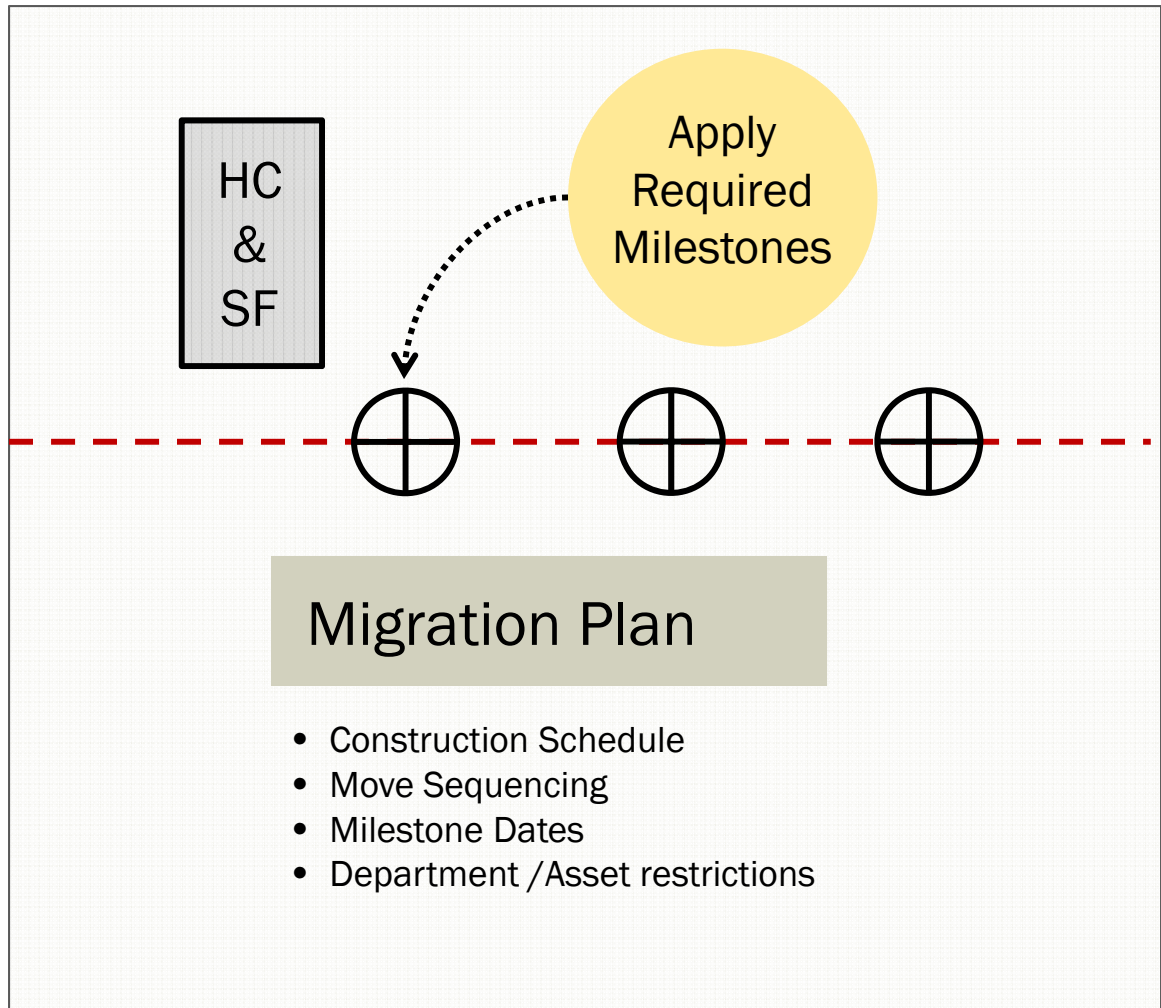 HC
&
SF
Apply
Required
Milestones
Migration Plan
• Construction Schedule
• Move Sequencing
• Milestone Dates
• Department /Asset restrictions